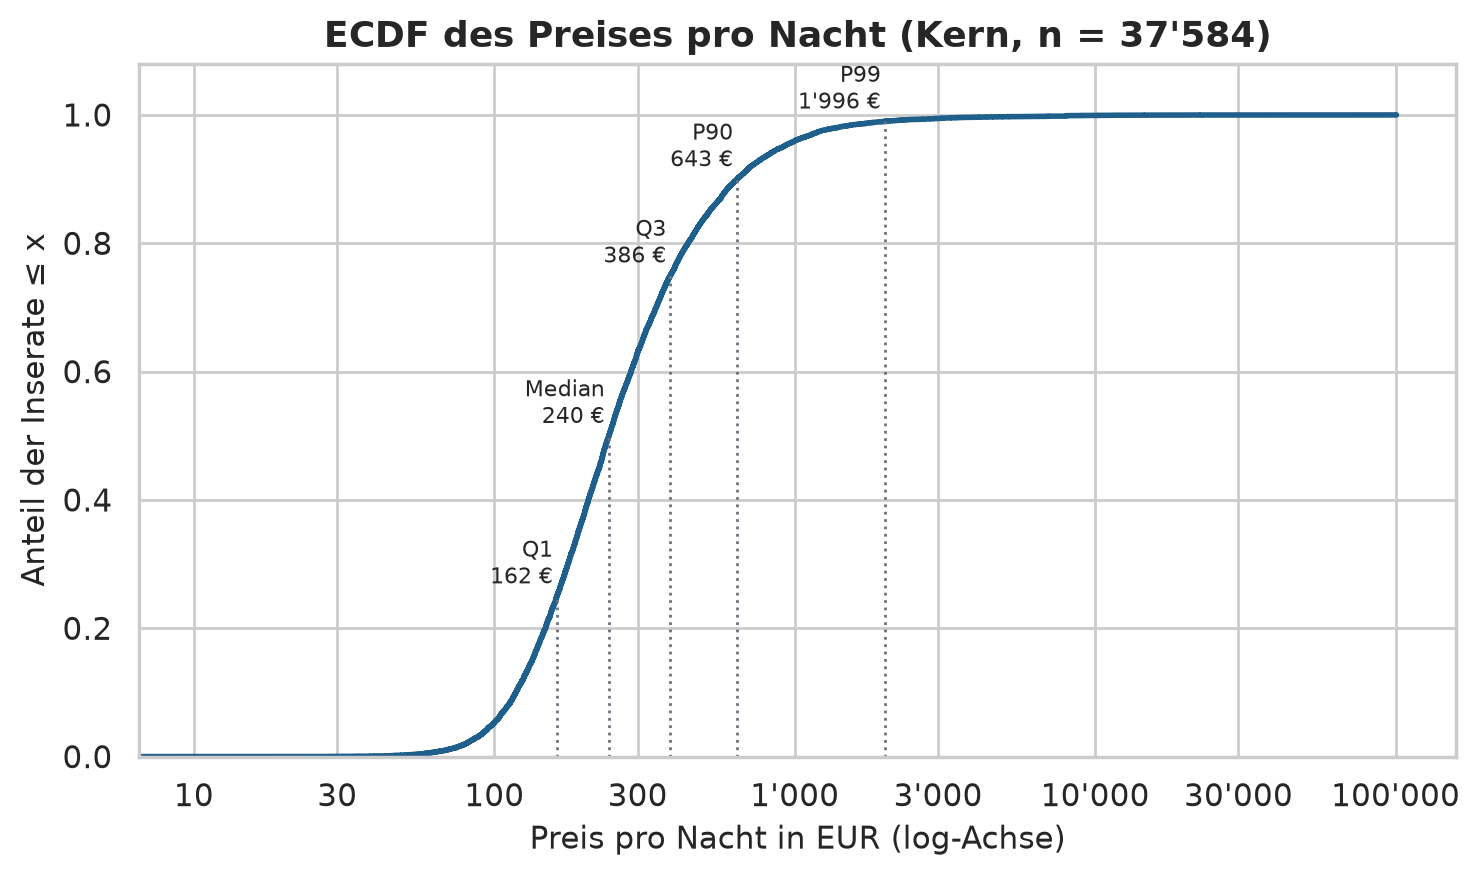 ECDF des Preises pro Nacht (Kern, n = 37'584)
Anteil der Inserate ≤ x
1.0
0.8
0.6
0.4
0.2
0.0
P99
1'996 €
P90
643 €
Q3
386 €
Median
240 €
Q1
162 €
10
30
100
300
1'000
3'000
10'000
30'000
100'000
Preis pro Nacht in EUR (log-Achse)